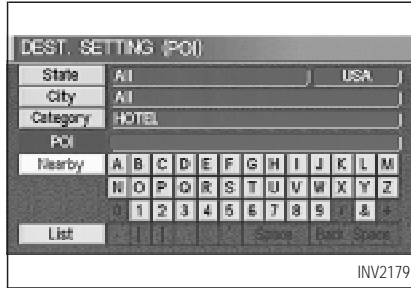 DEST. SETTING (POI)
State All USA
City All
Category HOTEL
POI
Nearby A B C D E F G H I J K L M
N O P Q R S T U V W X Y Z
0 1 2 3 4 5 6 7 8 9 / & +
List - [ ] . ' Space Back Space
INV2179